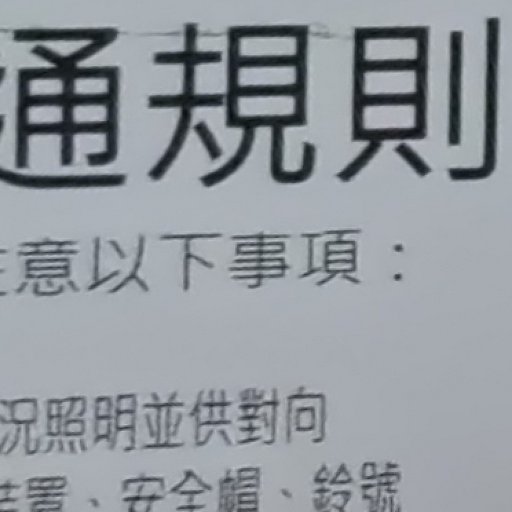 通規則
意以下事項：
況照明並供對向
置、安全帽、鈴號